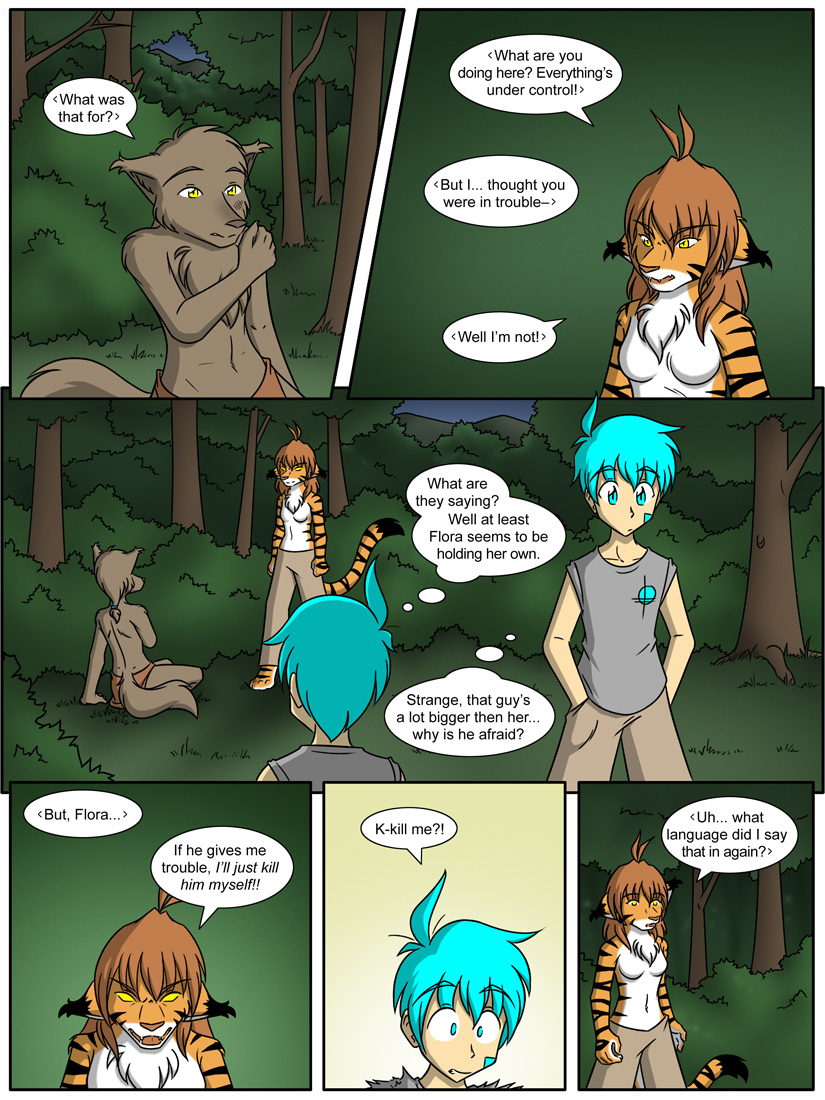 ‹What was
that for?›
‹What are you
doing here? Everything's
under control!›
‹But I... thought you
were in trouble–›
‹Well I'm not!›
What are
they saying?
Well at least
Flora seems to be
holding her own.
Strange, that guy's
a lot bigger then her...
why is he afraid?
‹But, Flora...›
If he gives me
trouble, I'll just kill
him myself!!
K-kill me?!
‹Uh... what
language did I say
that in again?›